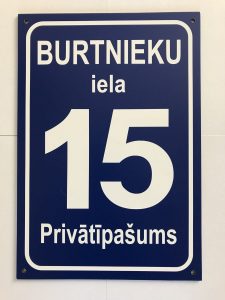 BURTNIEKU
iela
15
Privātīpašums